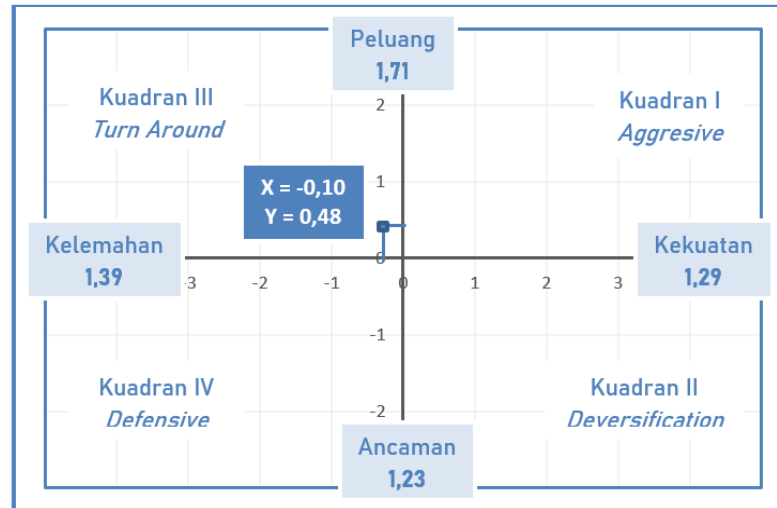 Peluang
1,71
Kuadran III
Turn Around
Kuadran I
Aggresive
2
1
X = -0,10
Y = 0,48
Kelemahan
1,39
Kekuatan
1,29
0
-3
-2
-1
0
1
2
3
-1
-2
Kuadran IV
Defensive
Kuadran II
Deversification
Ancaman
1,23